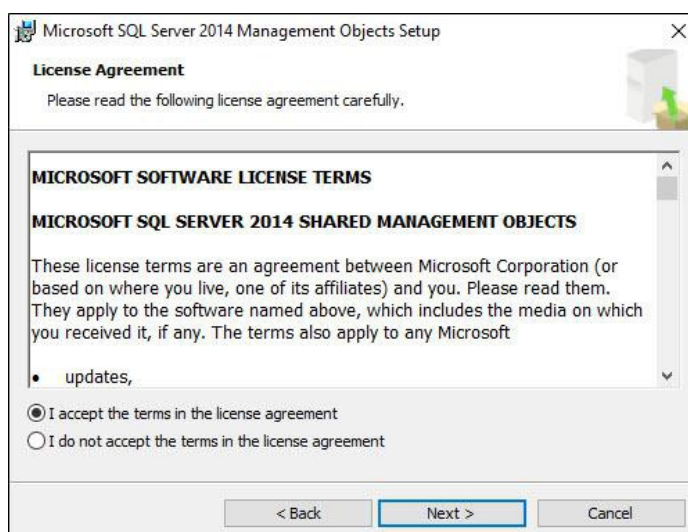 Microsoft SQL Server 2014 Management Objects Setup
License Agreement
Please read the following license agreement carefully.
MICROSOFT SOFTWARE LICENSE TERMS
MICROSOFT SQL SERVER 2014 SHARED MANAGEMENT OBJECTS
These license terms are an agreement between Microsoft Corporation (or
based on where you live, one of its affiliates) and you. Please read them.
They apply to the software named above, which includes the media on which
you received it, if any. The terms also apply to any Microsoft
• updates,
I accept the terms in the license agreement
I do not accept the terms in the license agreement
< Back Next > Cancel